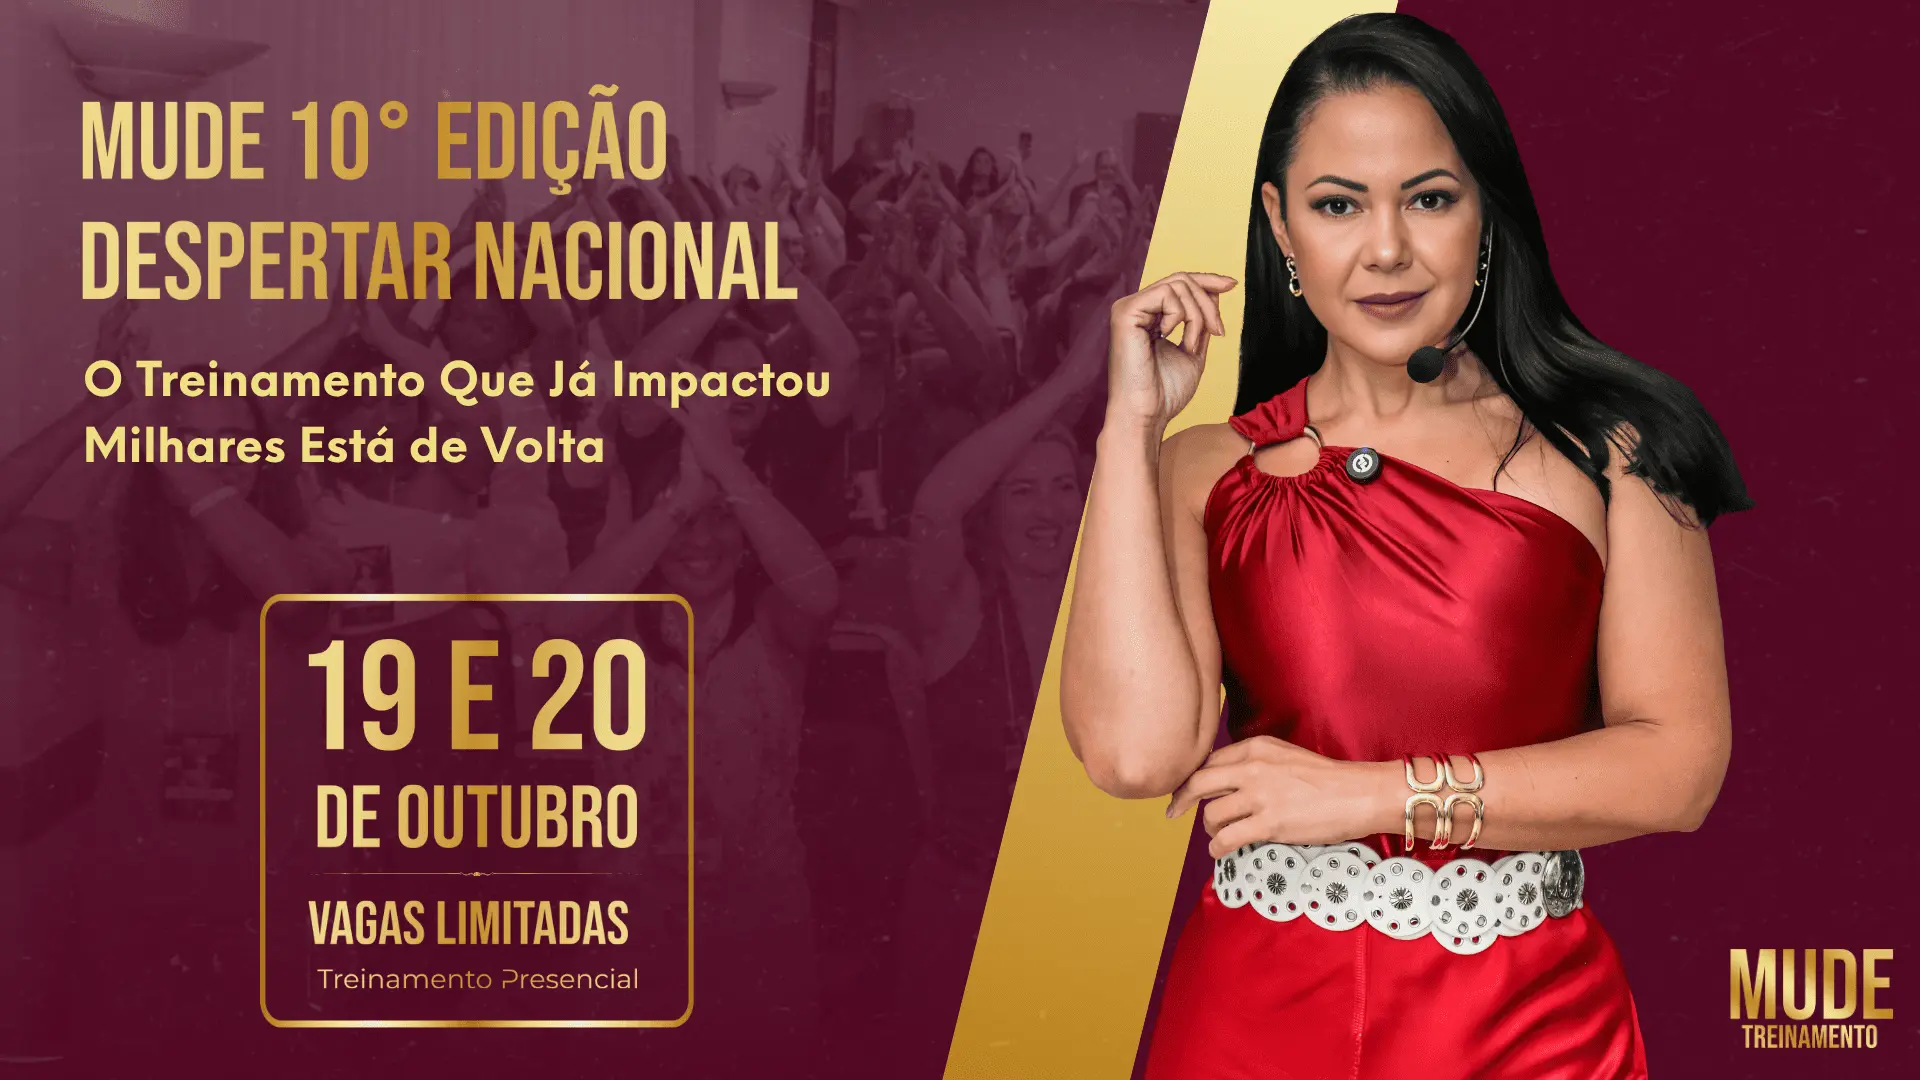 MUDE 10° EDIÇÃO
DESPERTAR NACIONAL
O Treinamento Que Já Impactou
Milhares Está de Volta
19 E 20
DE OUTUBRO
VAGAS LIMITADAS
Treinamento Presencial
MUDE
TREINAMENTO